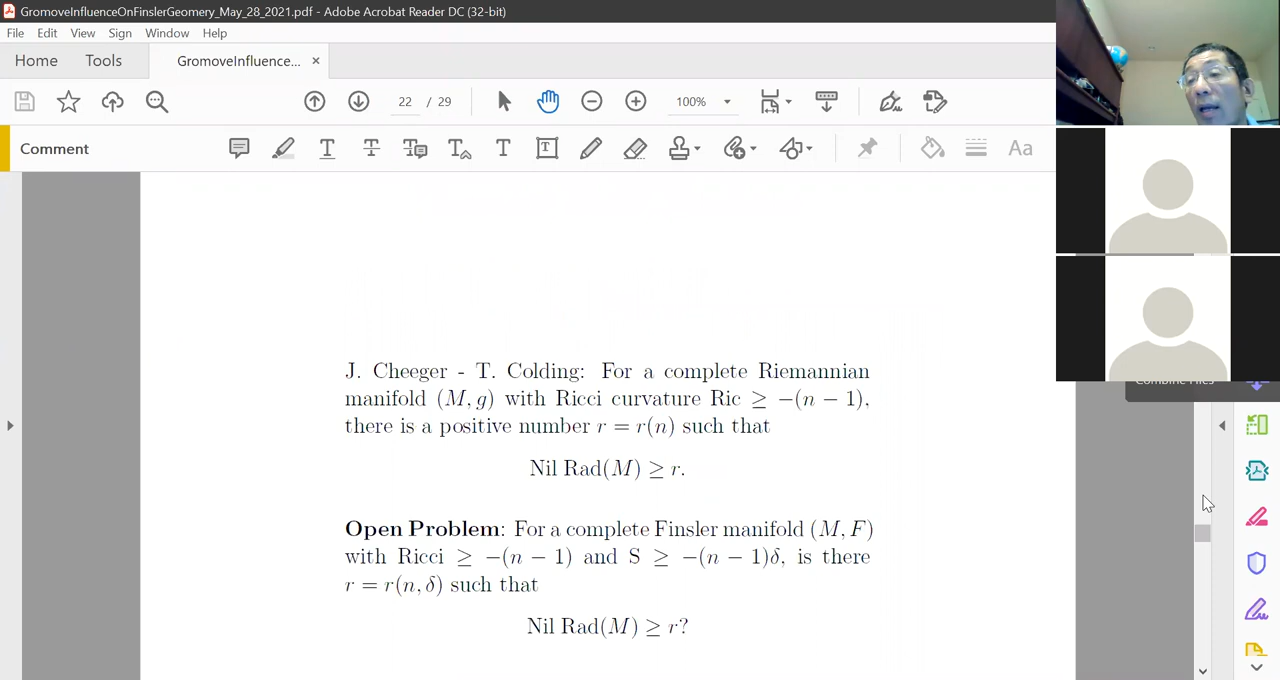 GromoveInfluenceOnFinslerGeomery_May_28_2021.pdf - Adobe Acrobat Reader DC (32-bit)
File Edit View Sign Window Help
Home Tools GromoveInfluence... ×
22 / 29 100%
Comment
Aa
J. Cheeger - T. Colding: For a complete Riemannian
manifold (M, g) with Ricci curvature Ric ≥ −(n − 1),
there is a positive number r = r(n) such that
Nil Rad(M) ≥ r.
Open Problem: For a complete Finsler manifold (M, F)
with Ricci ≥ −(n − 1) and S ≥ −(n − 1)δ, is there
r = r(n, δ) such that
Nil Rad(M) ≥ r?